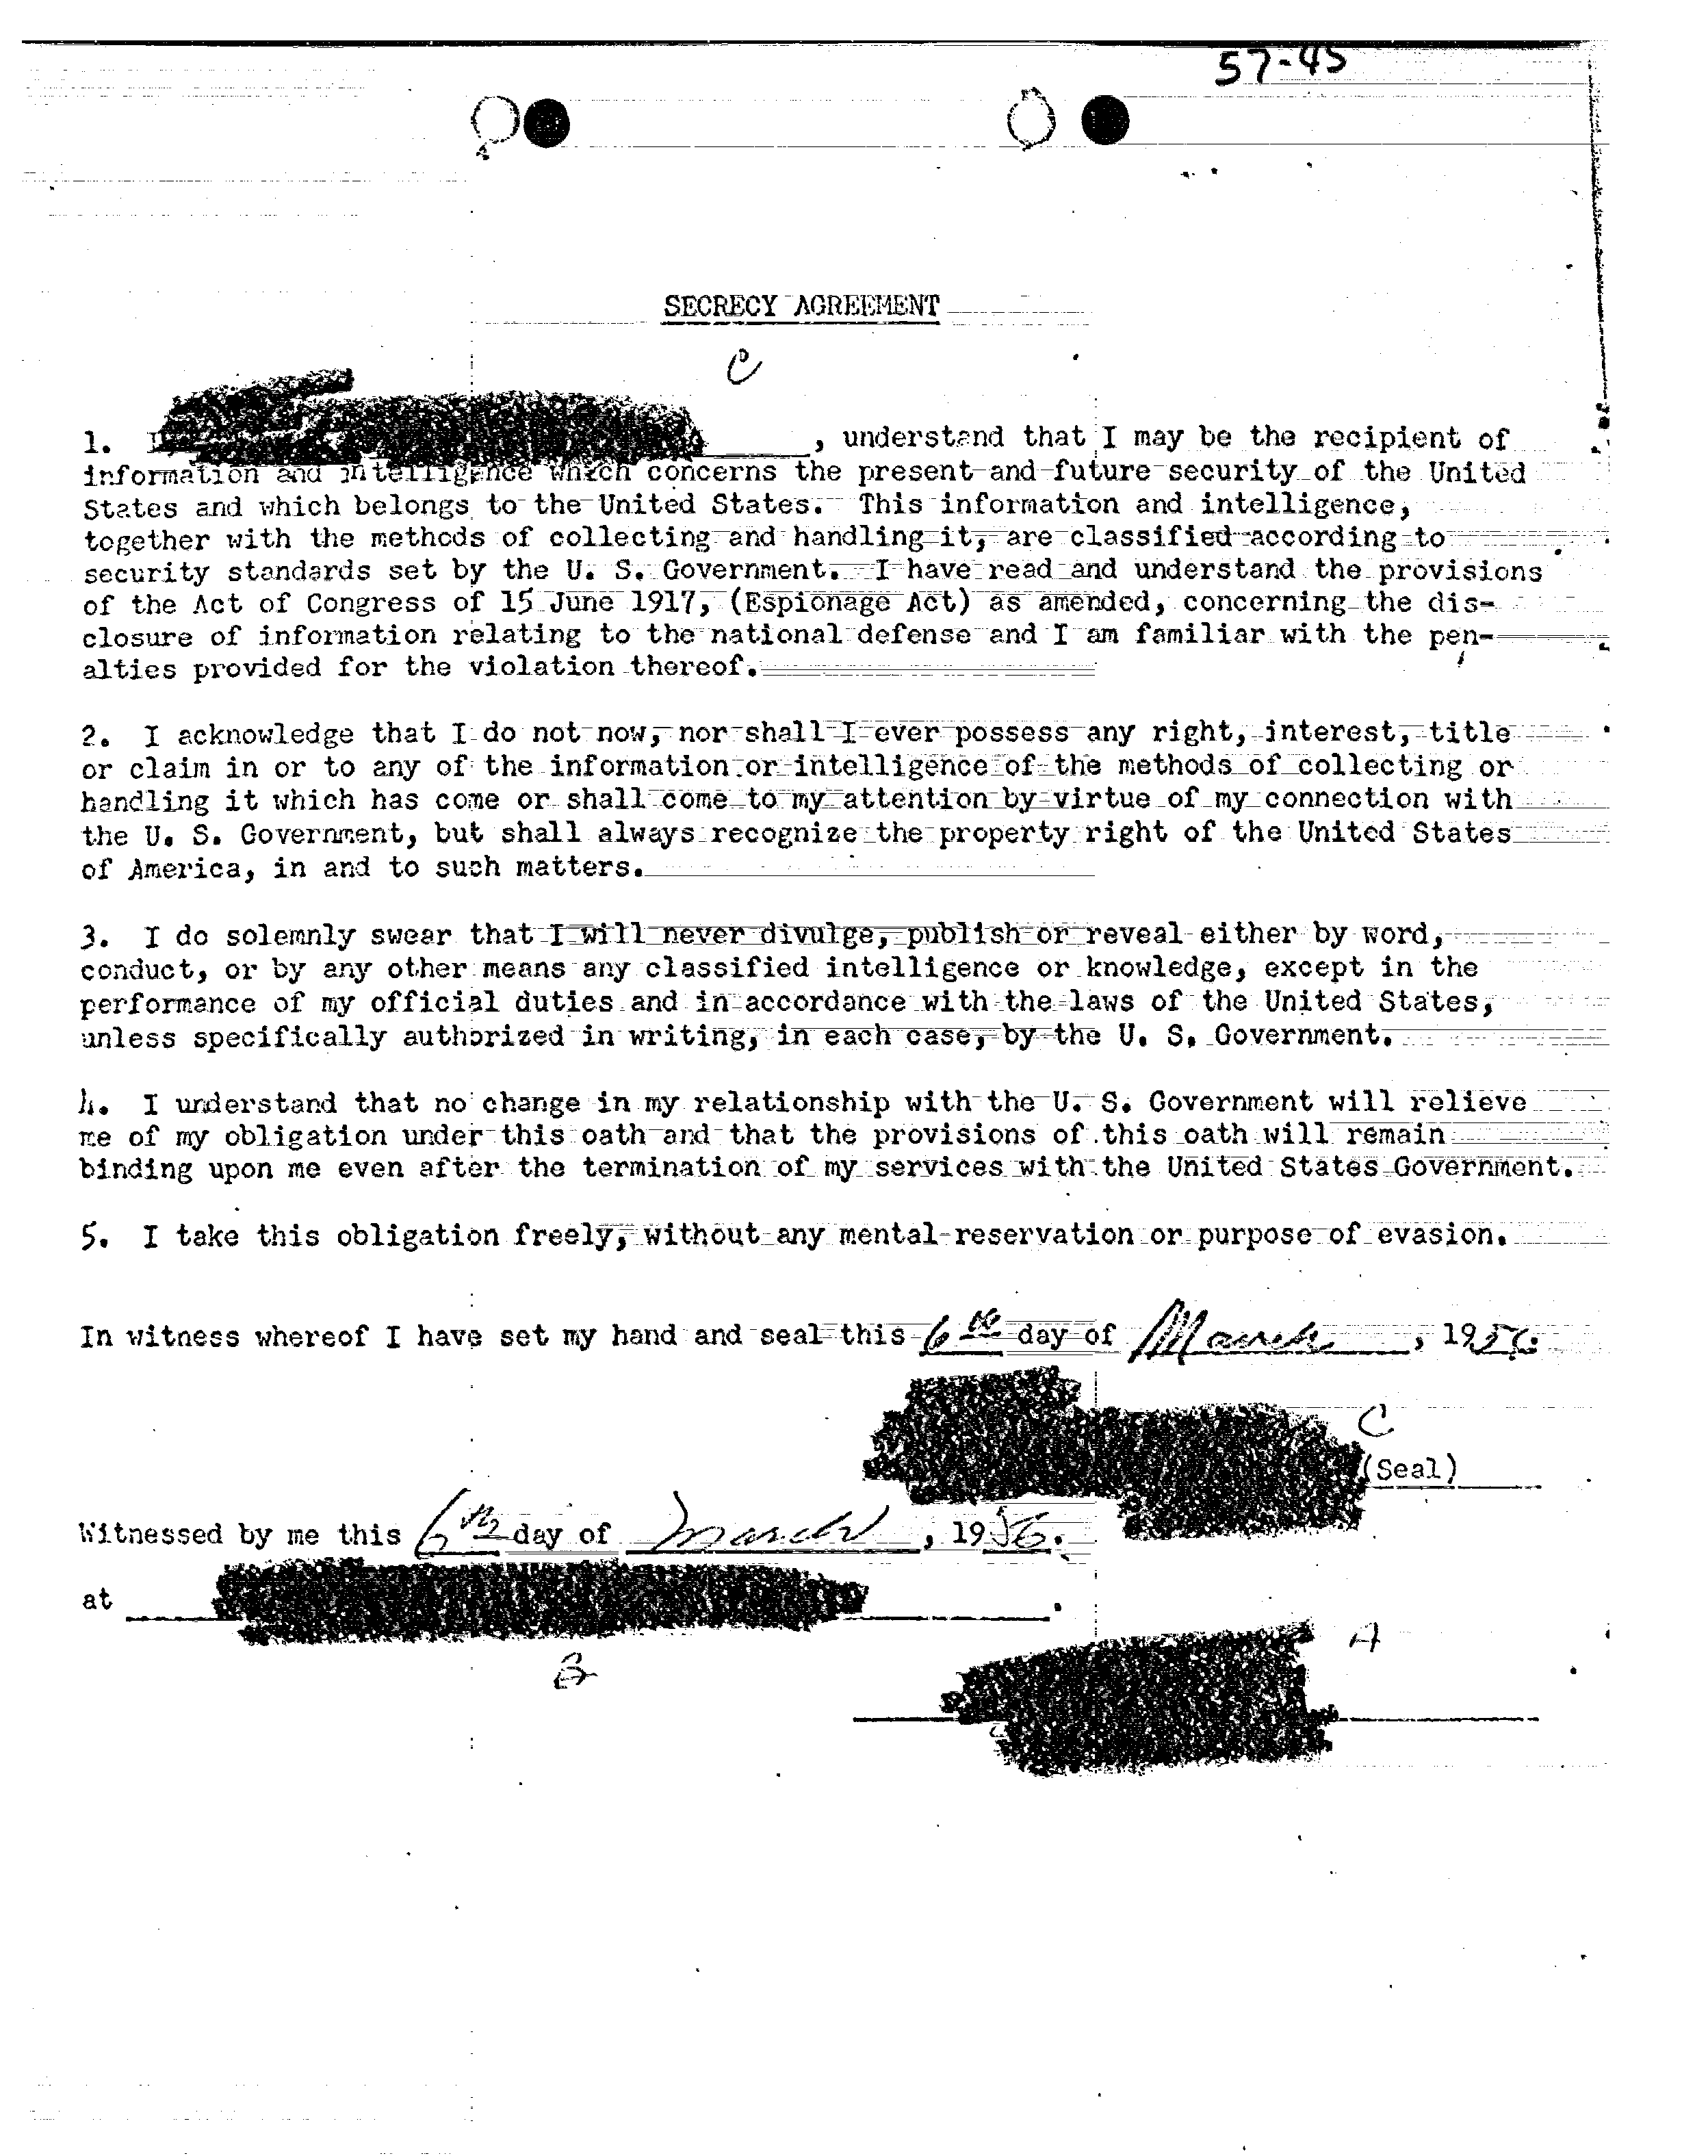 57-45
SECRECY AGREEMENT
C
1. I , understand that I may be the recipient of
information and intelligence which concerns the present and future security of the United
States and which belongs to the United States. This information and intelligence,
together with the methods of collecting and handling it, are classified according to
security standards set by the U. S. Government. I have read and understand the provisions
of the Act of Congress of 15 June 1917, (Espionage Act) as amended, concerning the dis-
closure of information relating to the national defense and I am familiar with the pen-
alties provided for the violation thereof.
2. I acknowledge that I do not now, nor shall I ever possess any right, interest, title
or claim in or to any of the information or intelligence of the methods of collecting or
handling it which has come or shall come to my attention by virtue of my connection with
the U. S. Government, but shall always recognize the property right of the United States
of America, in and to such matters.
3. I do solemnly swear that I will never divulge, publish or reveal either by word,
conduct, or by any other means any classified intelligence or knowledge, except in the
performance of my official duties and in accordance with the laws of the United States,
unless specifically authorized in writing, in each case, by the U. S. Government.
4. I understand that no change in my relationship with the U. S. Government will relieve
me of my obligation under this oath and that the provisions of this oath will remain
binding upon me even after the termination of my services with the United States Government.
5. I take this obligation freely, without any mental reservation or purpose of evasion.
In witness whereof I have set my hand and seal this 6th day of March, 1956.
C
(Seal)
Witnessed by me this 6th day of March, 1956.
at .
A
B